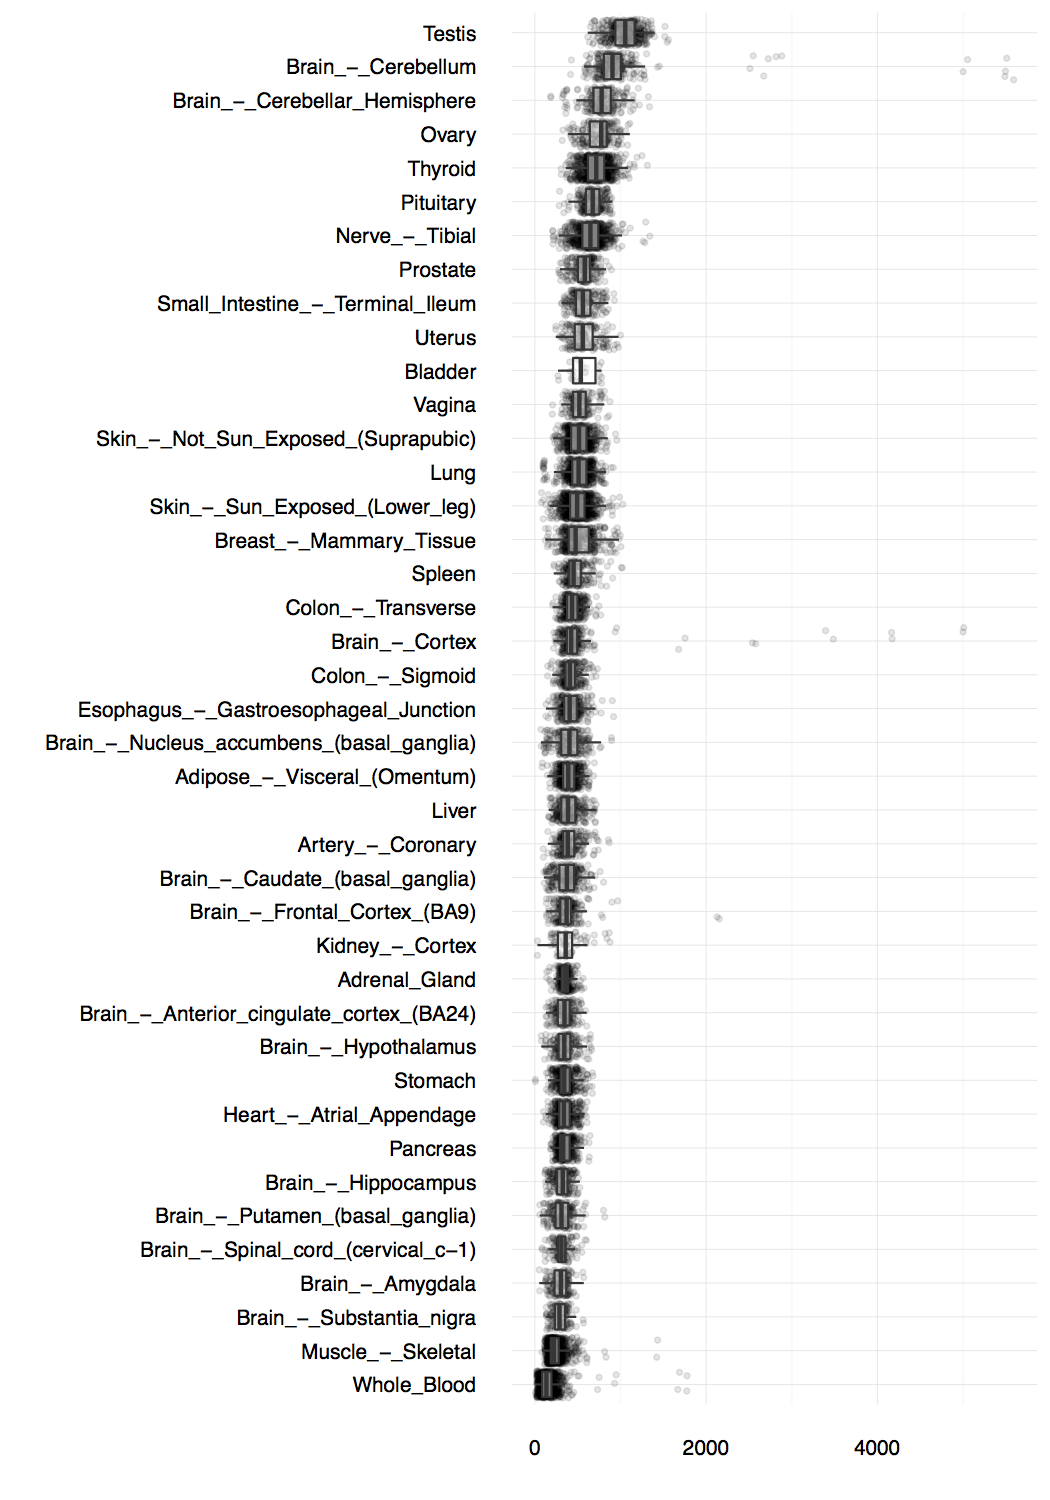 Testis
Brain_−_Cerebellum
Brain_−_Cerebellar_Hemisphere
Ovary
Thyroid
Pituitary
Nerve_−_Tibial
Prostate
Small_Intestine_−_Terminal_Ileum
Uterus
Bladder
Vagina
Skin_−_Not_Sun_Exposed_(Suprapubic)
Lung
Skin_−_Sun_Exposed_(Lower_leg)
Breast_−_Mammary_Tissue
Spleen
Colon_−_Transverse
Brain_−_Cortex
Colon_−_Sigmoid
Esophagus_−_Gastroesophageal_Junction
Brain_−_Nucleus_accumbens_(basal_ganglia)
Adipose_−_Visceral_(Omentum)
Liver
Artery_−_Coronary
Brain_−_Caudate_(basal_ganglia)
Brain_−_Frontal_Cortex_(BA9)
Kidney_−_Cortex
Adrenal_Gland
Brain_−_Anterior_cingulate_cortex_(BA24)
Brain_−_Hypothalamus
Stomach
Heart_−_Atrial_Appendage
Pancreas
Brain_−_Hippocampus
Brain_−_Putamen_(basal_ganglia)
Brain_−_Spinal_cord_(cervical_c−1)
Brain_−_Amygdala
Brain_−_Substantia_nigra
Muscle_−_Skeletal
Whole_Blood
0 2000 4000